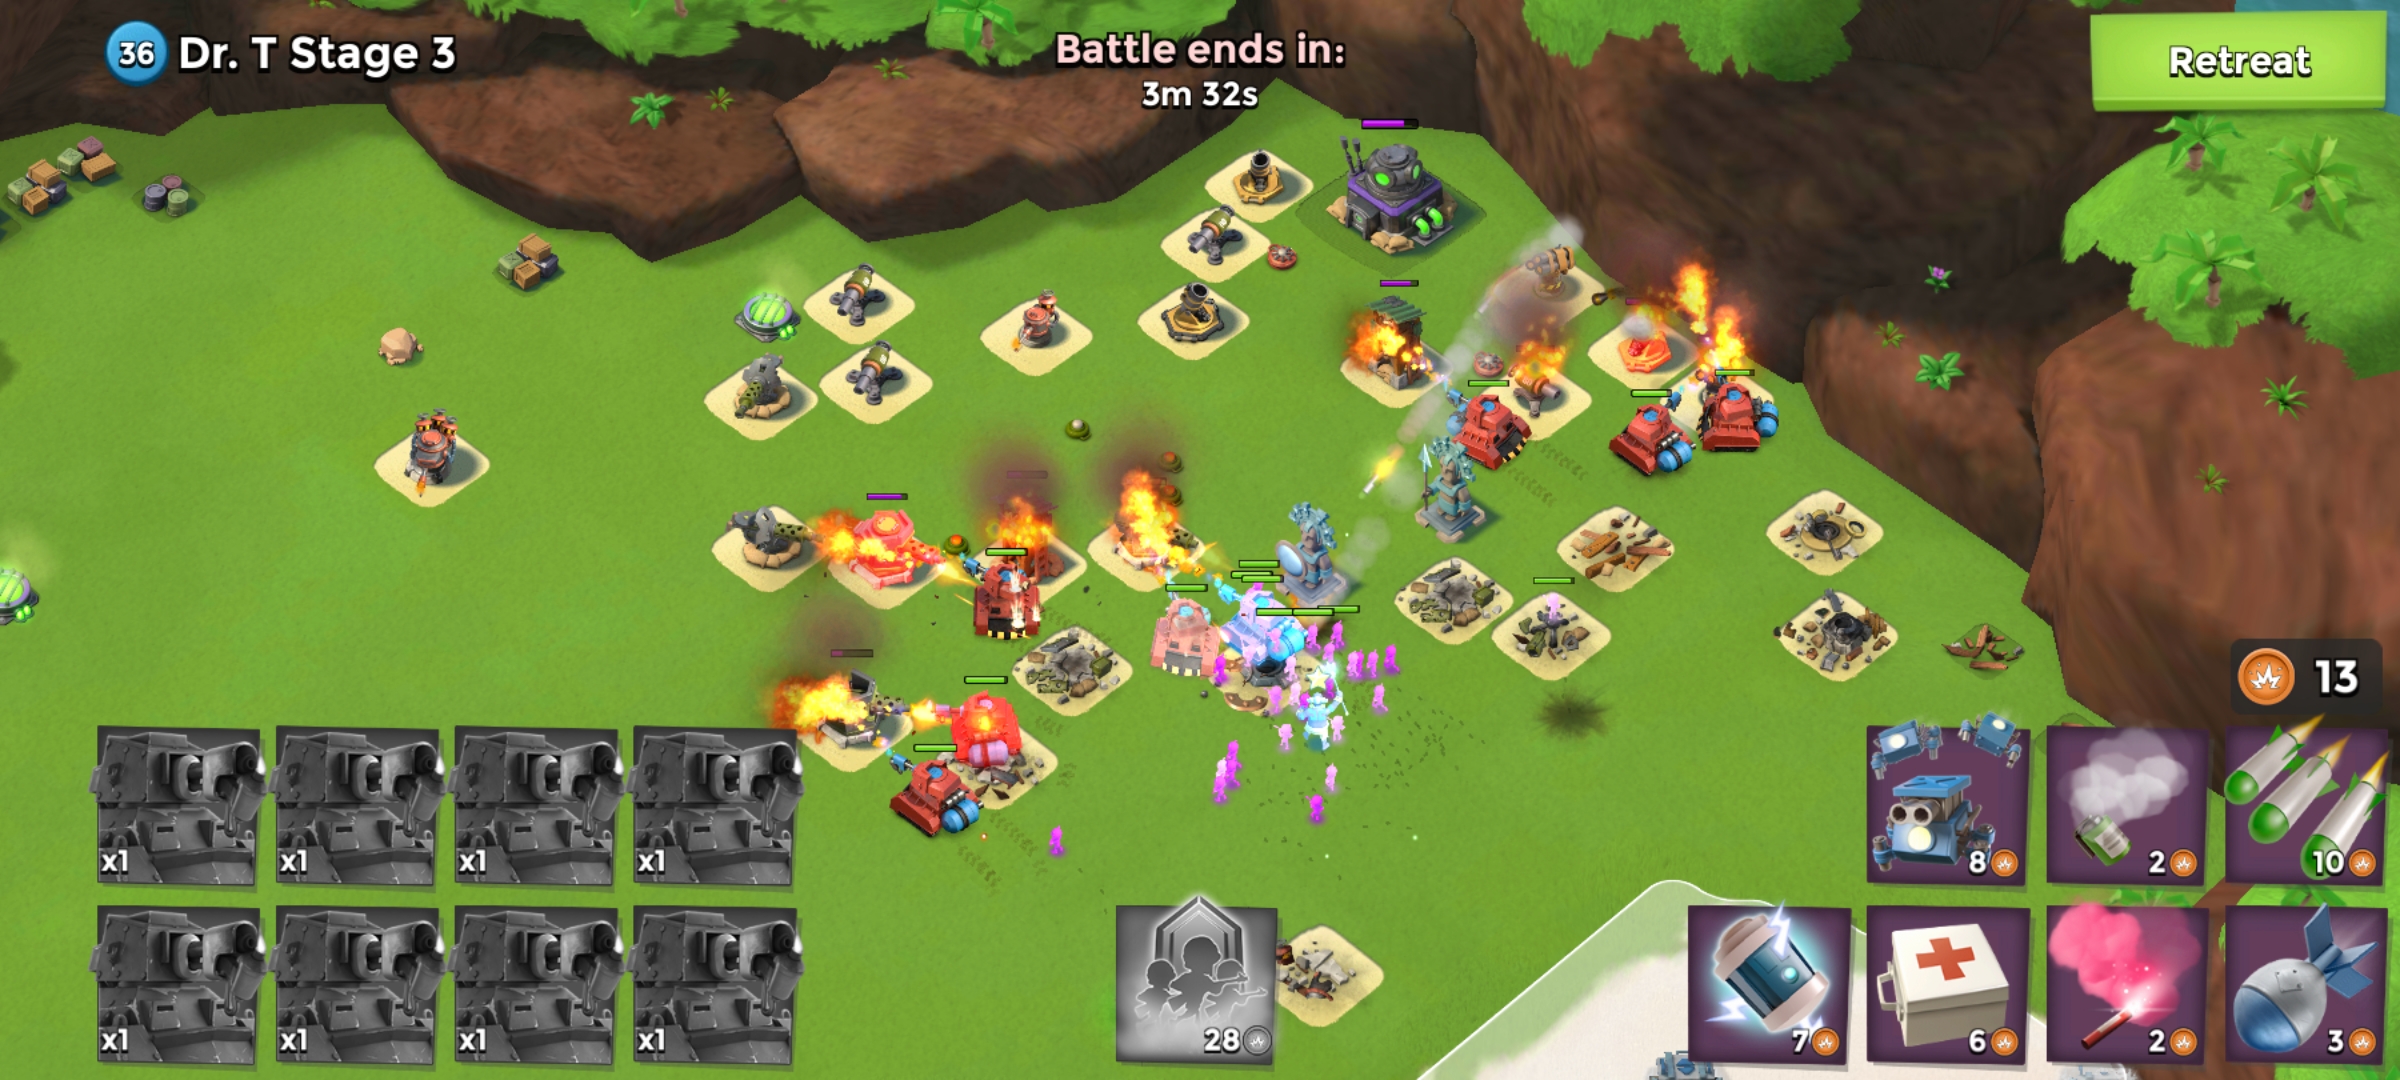 36 Dr. T Stage 3
Battle ends in:
3m 32s
Retreat
13
x1 x1 x1 x1
8 2 10
x1 x1 x1 x1
28
7 6 2 3